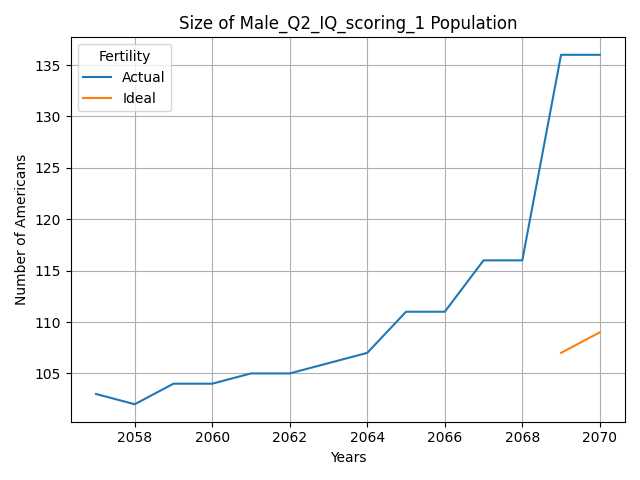 Size of Male_Q2_IQ_scoring_1 Population
Fertility
Actual
Ideal
135
130
125
120
115
110
105
Number of Americans
2058 2060 2062 2064 2066 2068 2070
Years